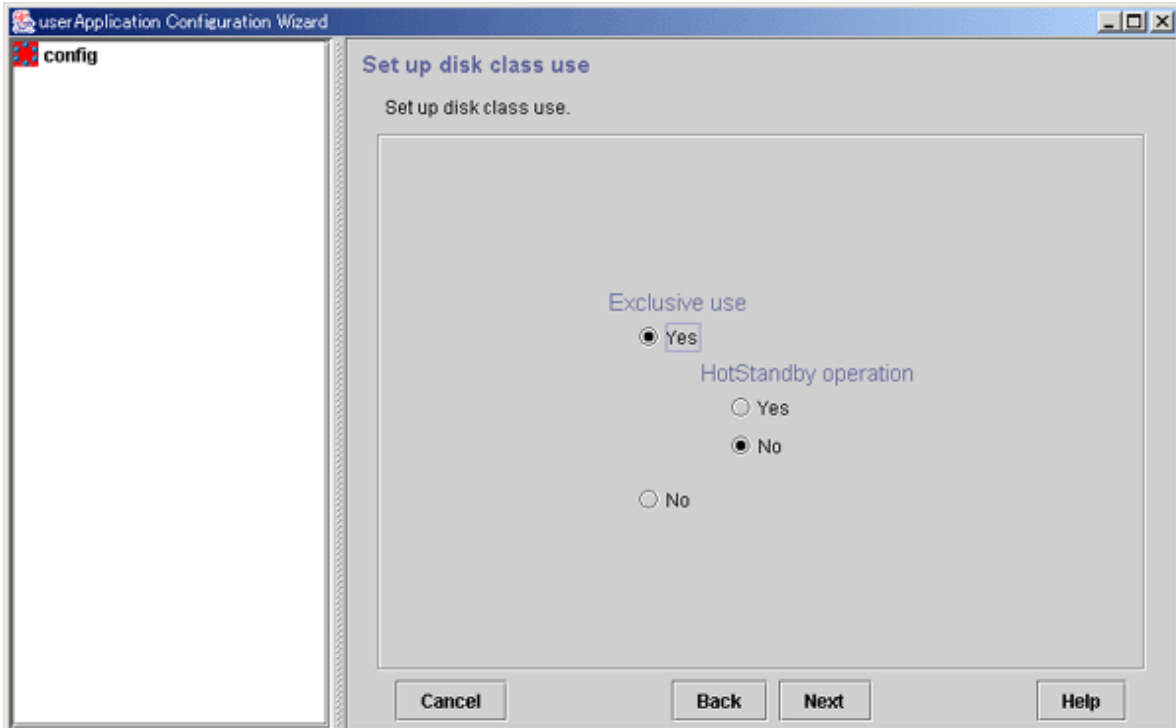 userApplication Configuration Wizard
config
Set up disk class use
Set up disk class use.
Exclusive use
Yes
HotStandby operation
Yes
No
No
Cancel
Back
Next
Help